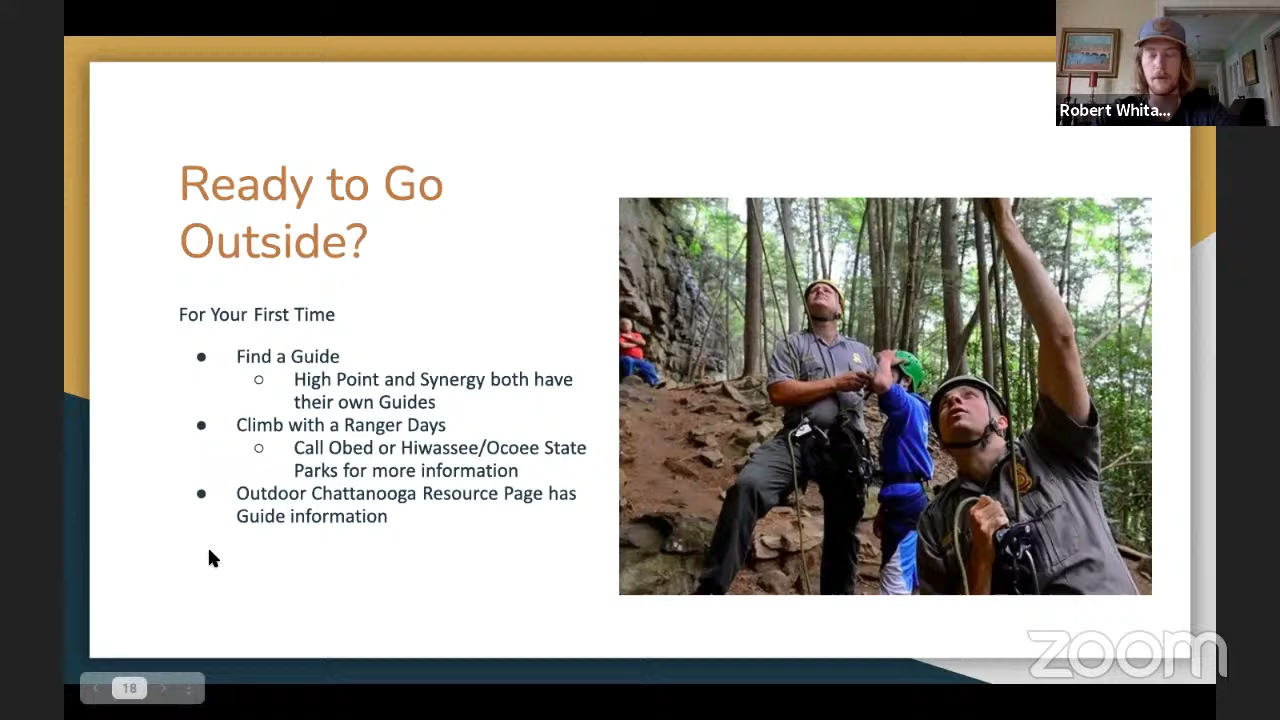 Robert Whita...
Ready to Go
Outside?
For Your First Time
● Find a Guide
○ High Point and Synergy both have
their own Guides
● Climb with a Ranger Days
○ Call Obed or Hiwassee/Ocoee State
Parks for more information
● Outdoor Chattanooga Resource Page has
Guide information
zoom
18